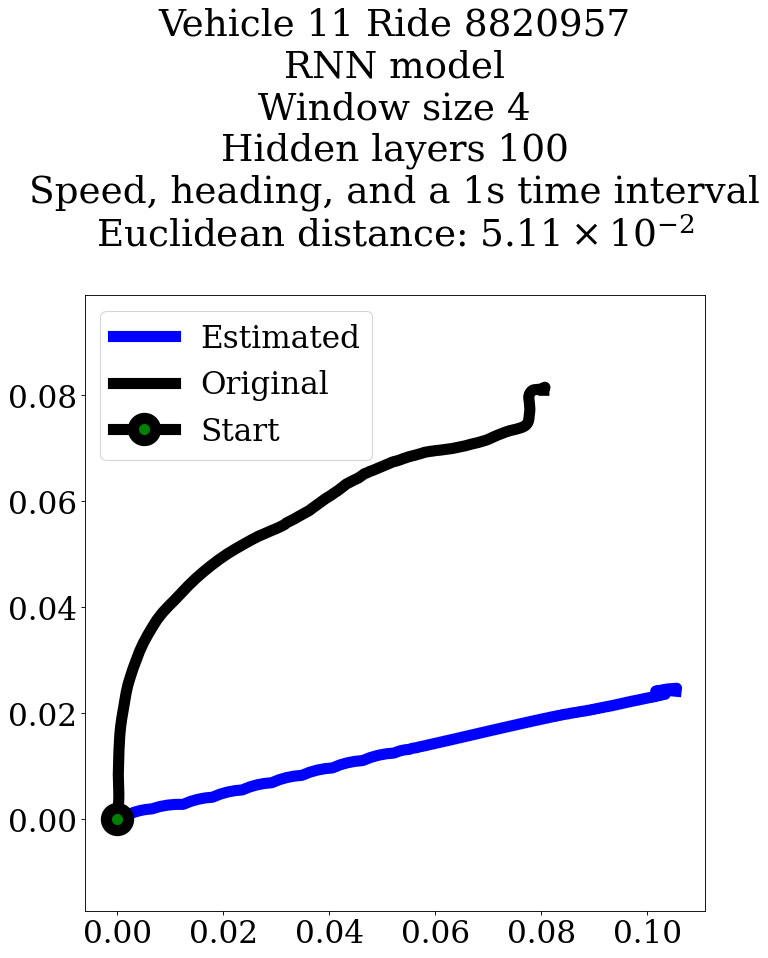 Vehicle 11 Ride 8820957
RNN model
Window size 4
Hidden layers 100
Speed, heading, and a 1s time interval
Euclidean distance: 5.11 × 10⁻²
Estimated
Original
Start
0.08
0.06
0.04
0.02
0.00
0.00 0.02 0.04 0.06 0.08 0.10